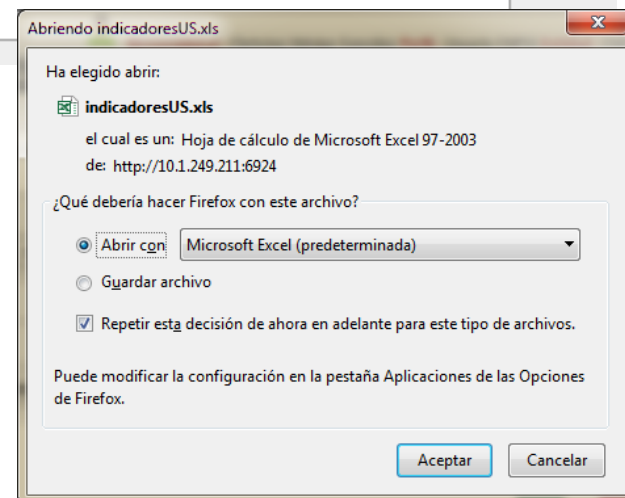 Abriendo indicadoresUS.xls
Ha elegido abrir:
indicadoresUS.xls
el cual es un: Hoja de cálculo de Microsoft Excel 97-2003
de: http://10.1.249.211:6924
¿Qué debería hacer Firefox con este archivo?
Abrir con Microsoft Excel (predeterminada)
Guardar archivo
Repetir esta decisión de ahora en adelante para este tipo de archivos.
Puede modificar la configuración en la pestaña Aplicaciones de las Opciones
de Firefox.
Aceptar Cancelar